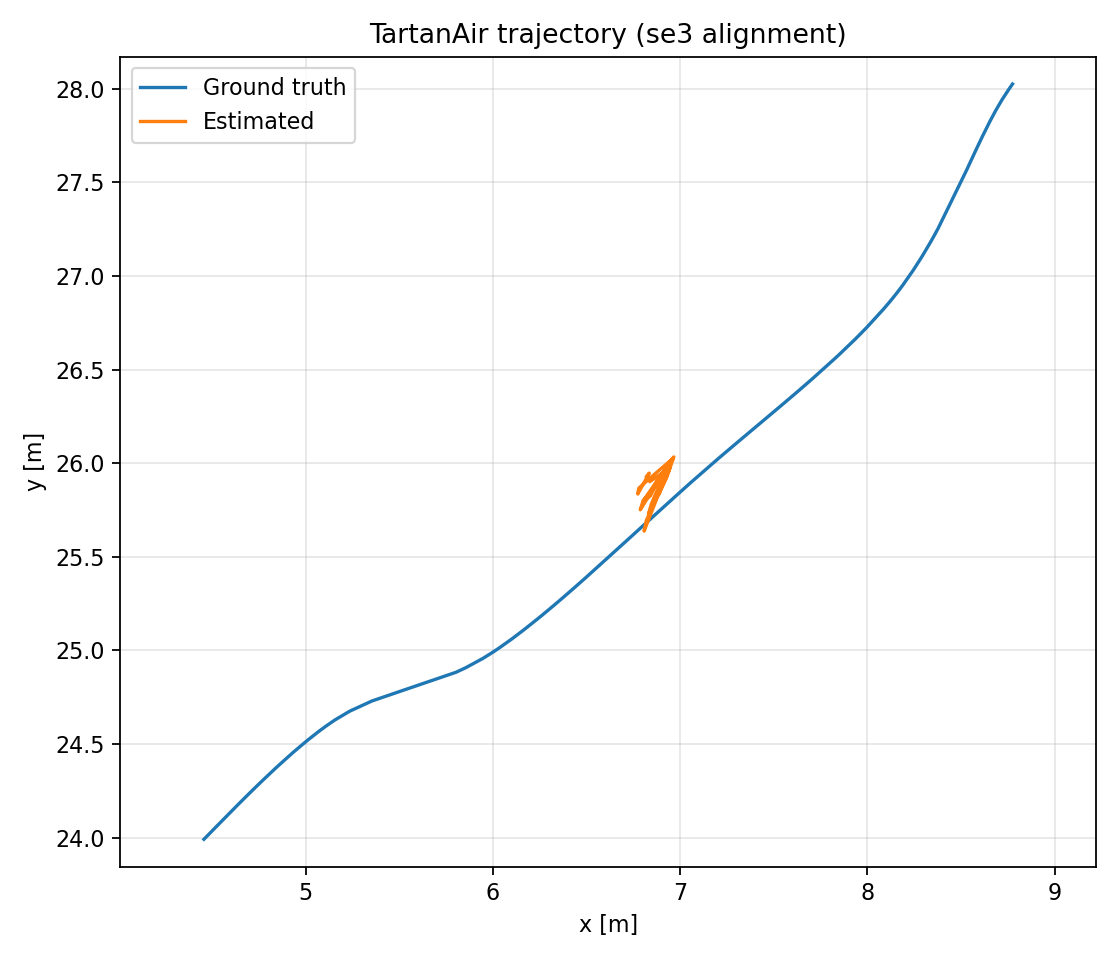 TartanAir trajectory (se3 alignment)
Ground truth
Estimated
28.0
27.5
27.0
26.5
26.0
25.5
25.0
24.5
24.0
y [m]
5 6 7 8 9
x [m]